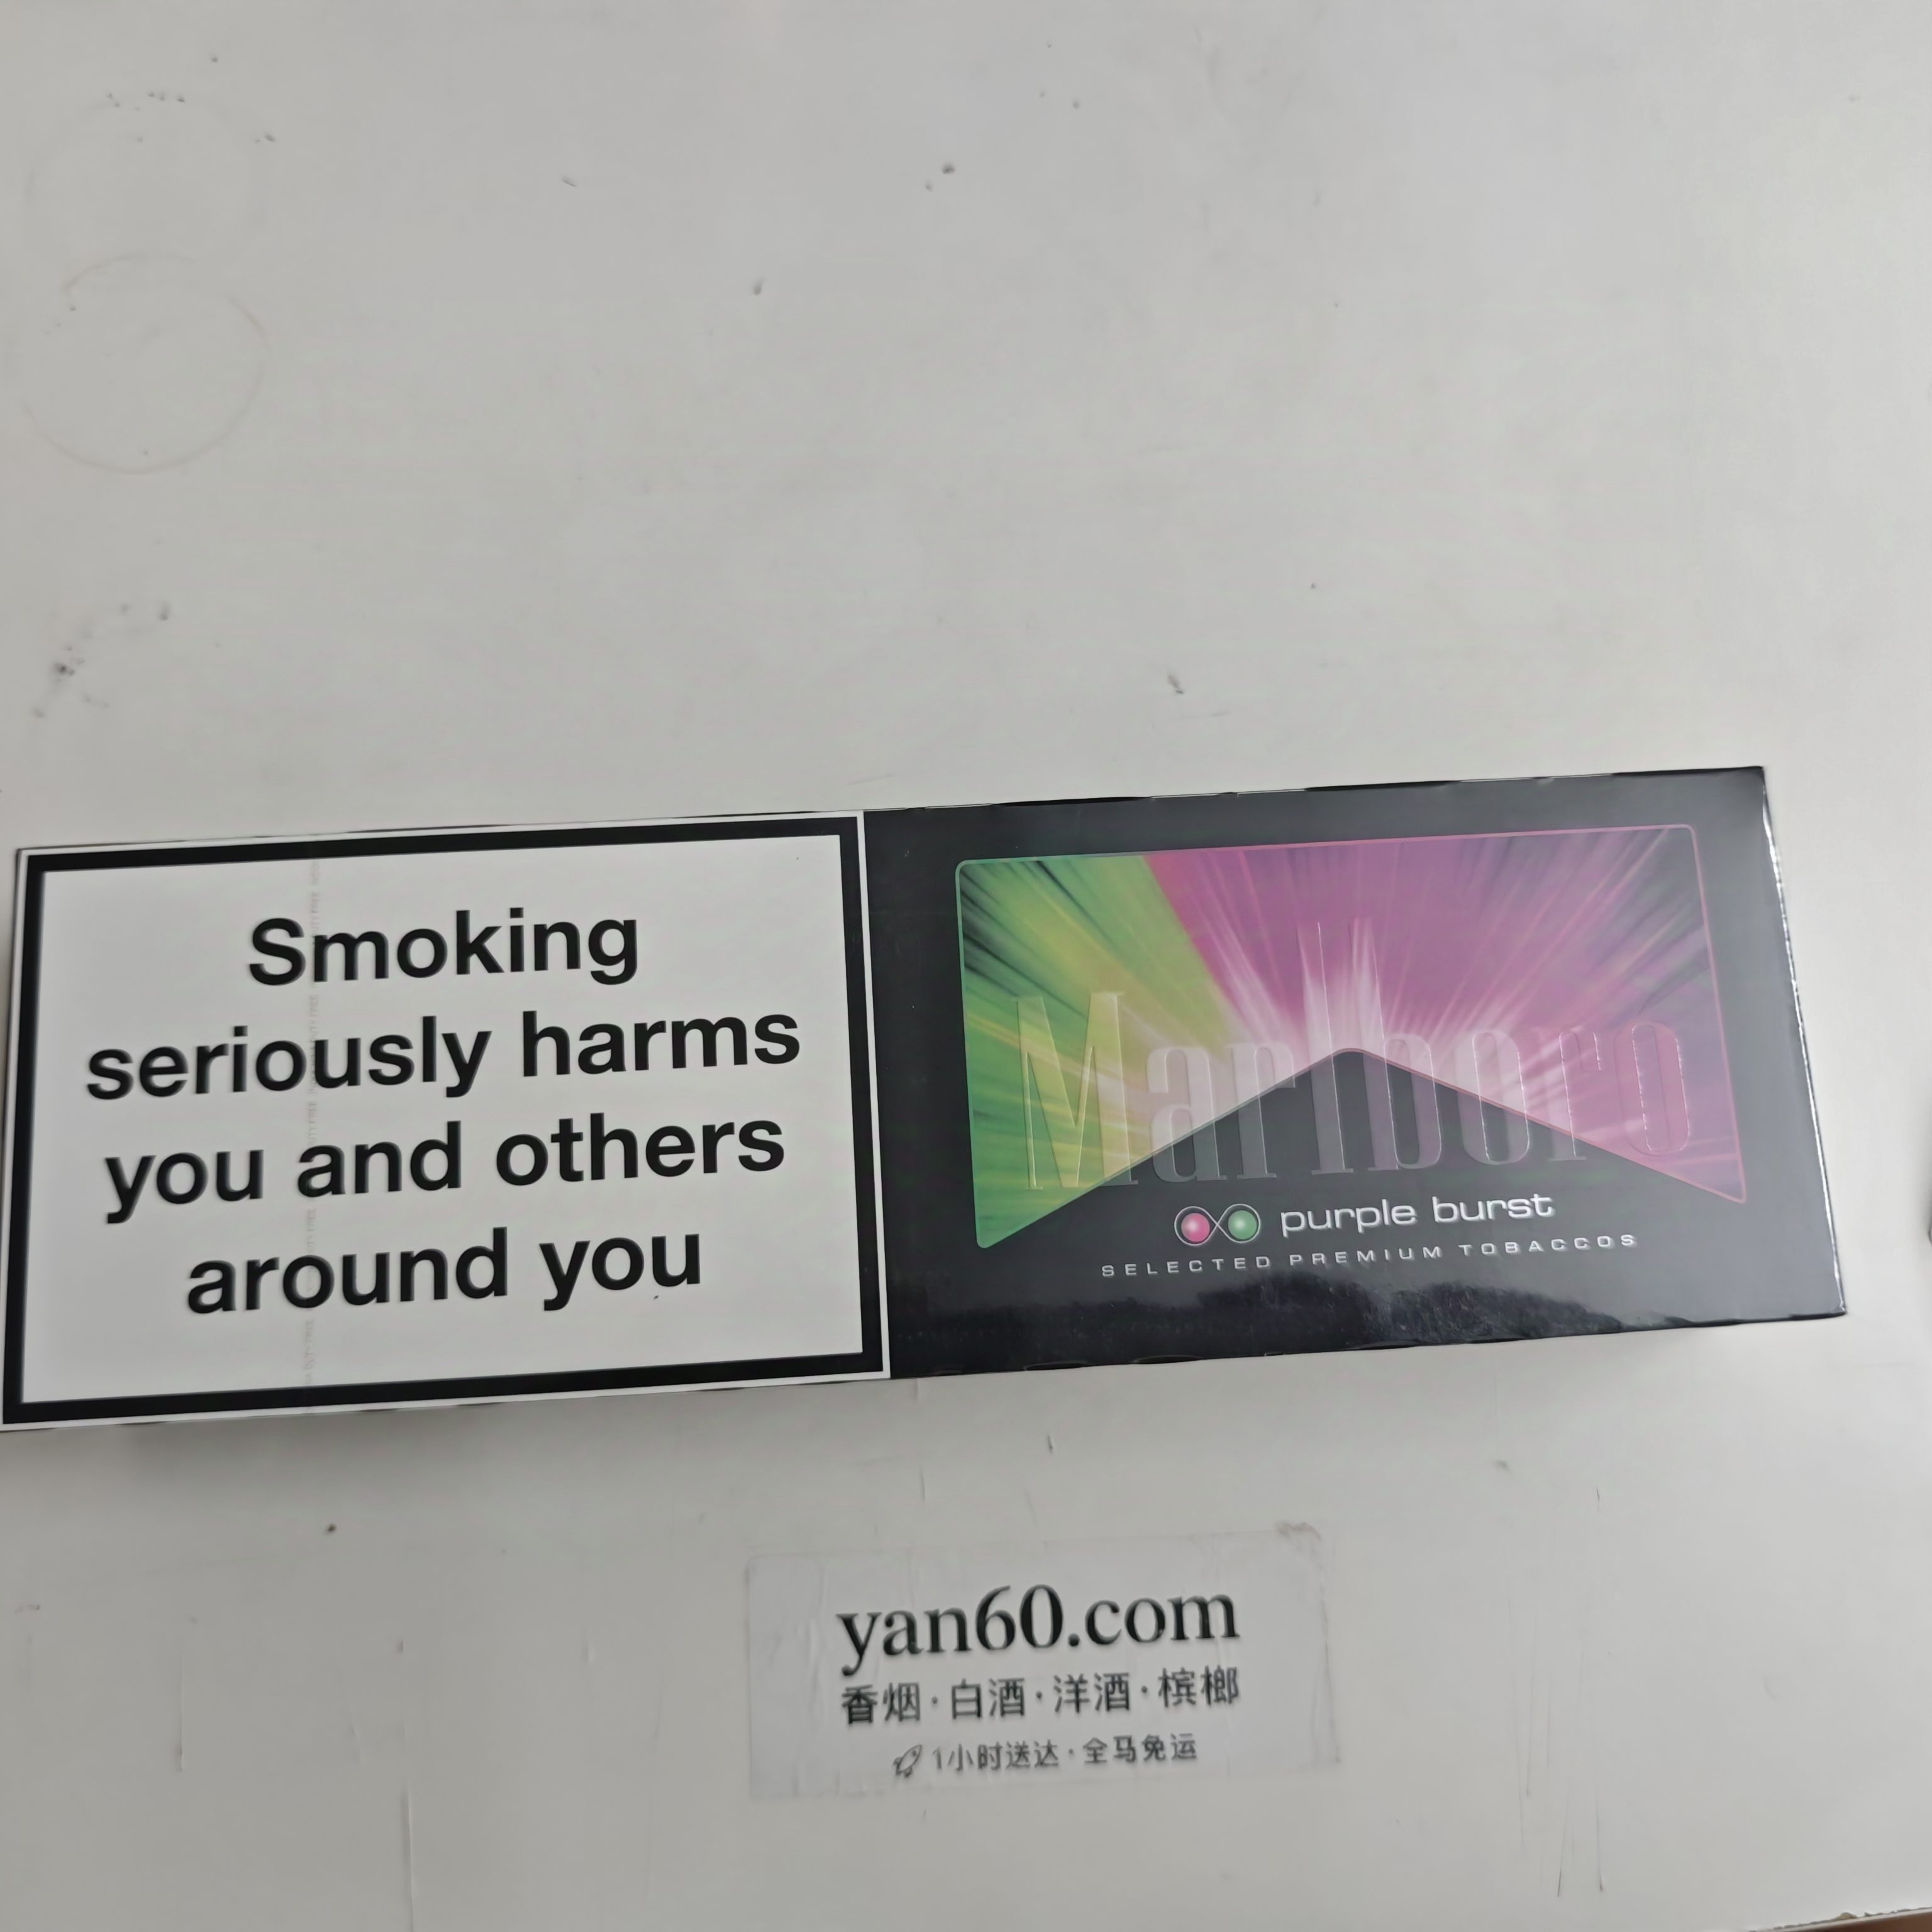 Smoking
seriously harms
you and others
around you
Marlboro
purple burst
SELECTED PREMIUM TOBACCOS
yan60.com
香烟·白酒·洋酒·槟榔
1小时送达·全马免运